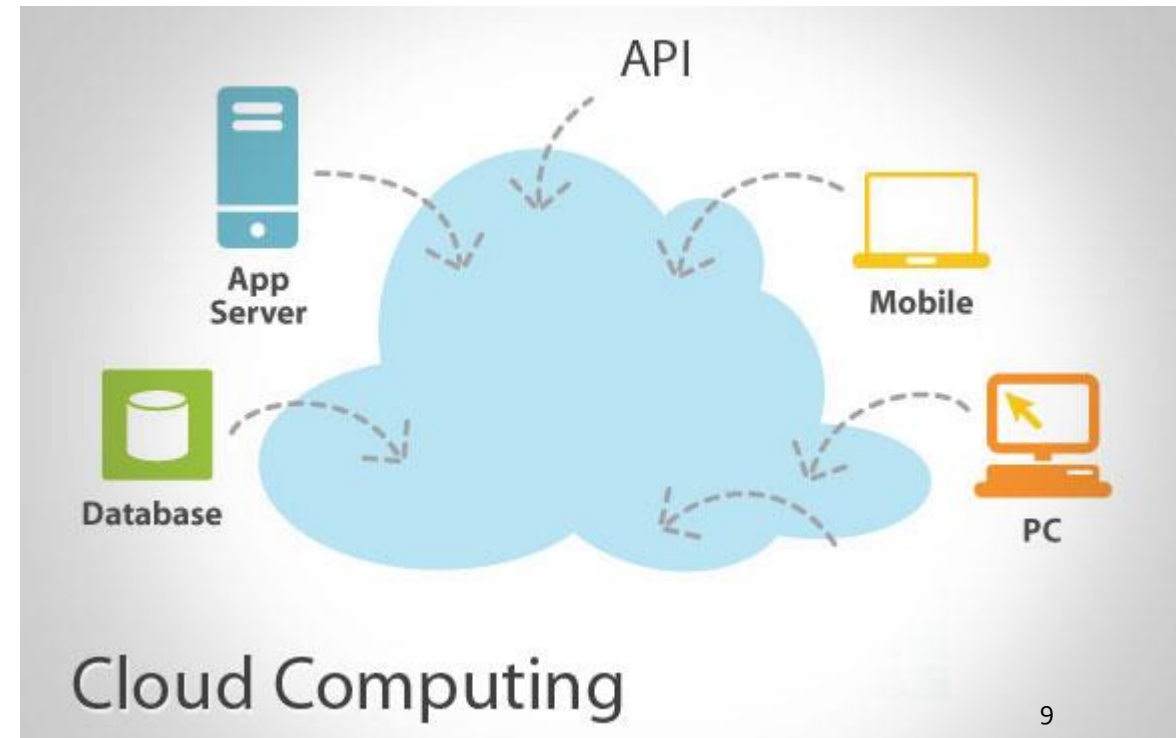 API
App
Server
Mobile
Database
PC
Cloud Computing
9